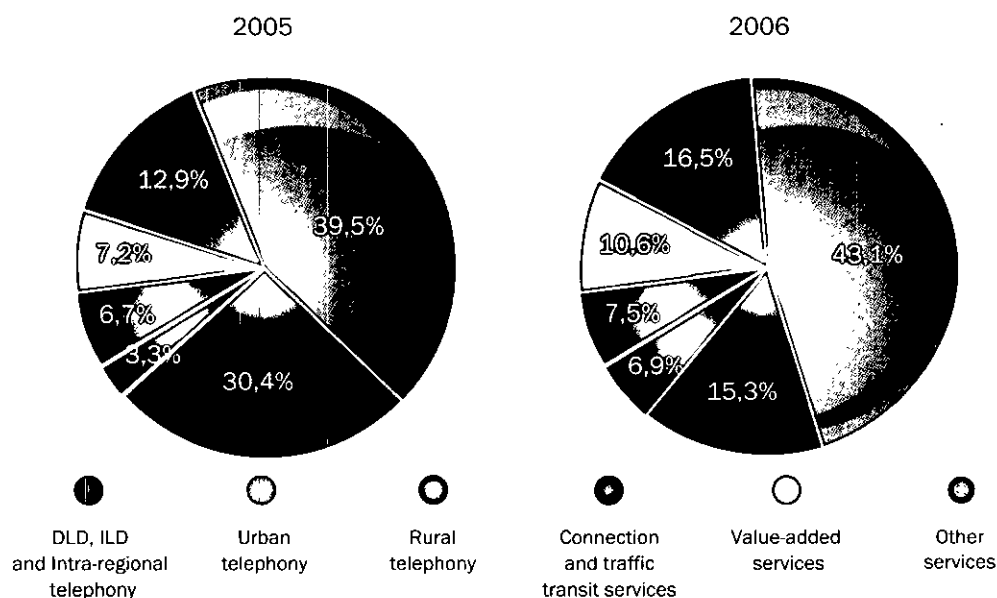 2005
2006
12,9%
39,5%
7,2%
6,7%
3,3%
30,4%
16,5%
43,1%
10,6%
7,5%
6,9%
15,3%
DLD, ILD
and Intra-regional
telephony
Urban
telephony
Rural
telephony
Connection
and traffic
transit services
Value-added
services
Other
services